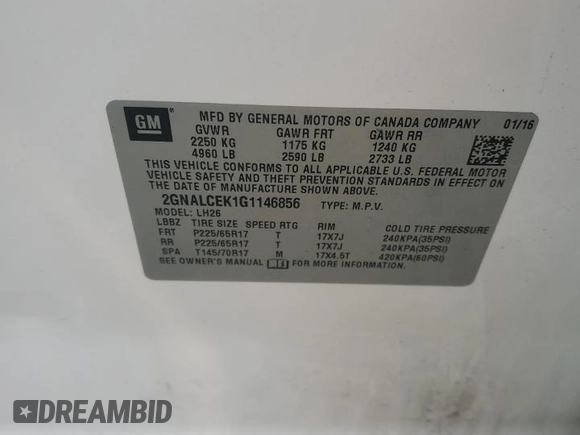 GM
MFD BY GENERAL MOTORS OF CANADA COMPANY 01/16
GVWR GAWR FRT GAWR RR
2250 KG 1175 KG 1240 KG
4960 LB 2590 LB 2733 LB
THIS VEHICLE CONFORMS TO ALL APPLICABLE U.S. FEDERAL MOTOR
VEHICLE SAFETY AND THEFT PREVENTION STANDARDS IN EFFECT ON
THE DATE OF MANUFACTURE SHOWN ABOVE.
2GNALCEK1G1146856 TYPE: M.P.V.
MODEL: LH26
LBBZ TIRE SIZE SPEED RTG RIM COLD TIRE PRESSURE
FRT P225/65R17 T 17X7J 240KPA(35PSI)
RR P225/65R17 T 17X7J 240KPA(35PSI)
SPA T145/70R17 M 17X4.5T 420KPA(60PSI)
SEE OWNER'S MANUAL FOR MORE INFORMATION.
DREAMBID